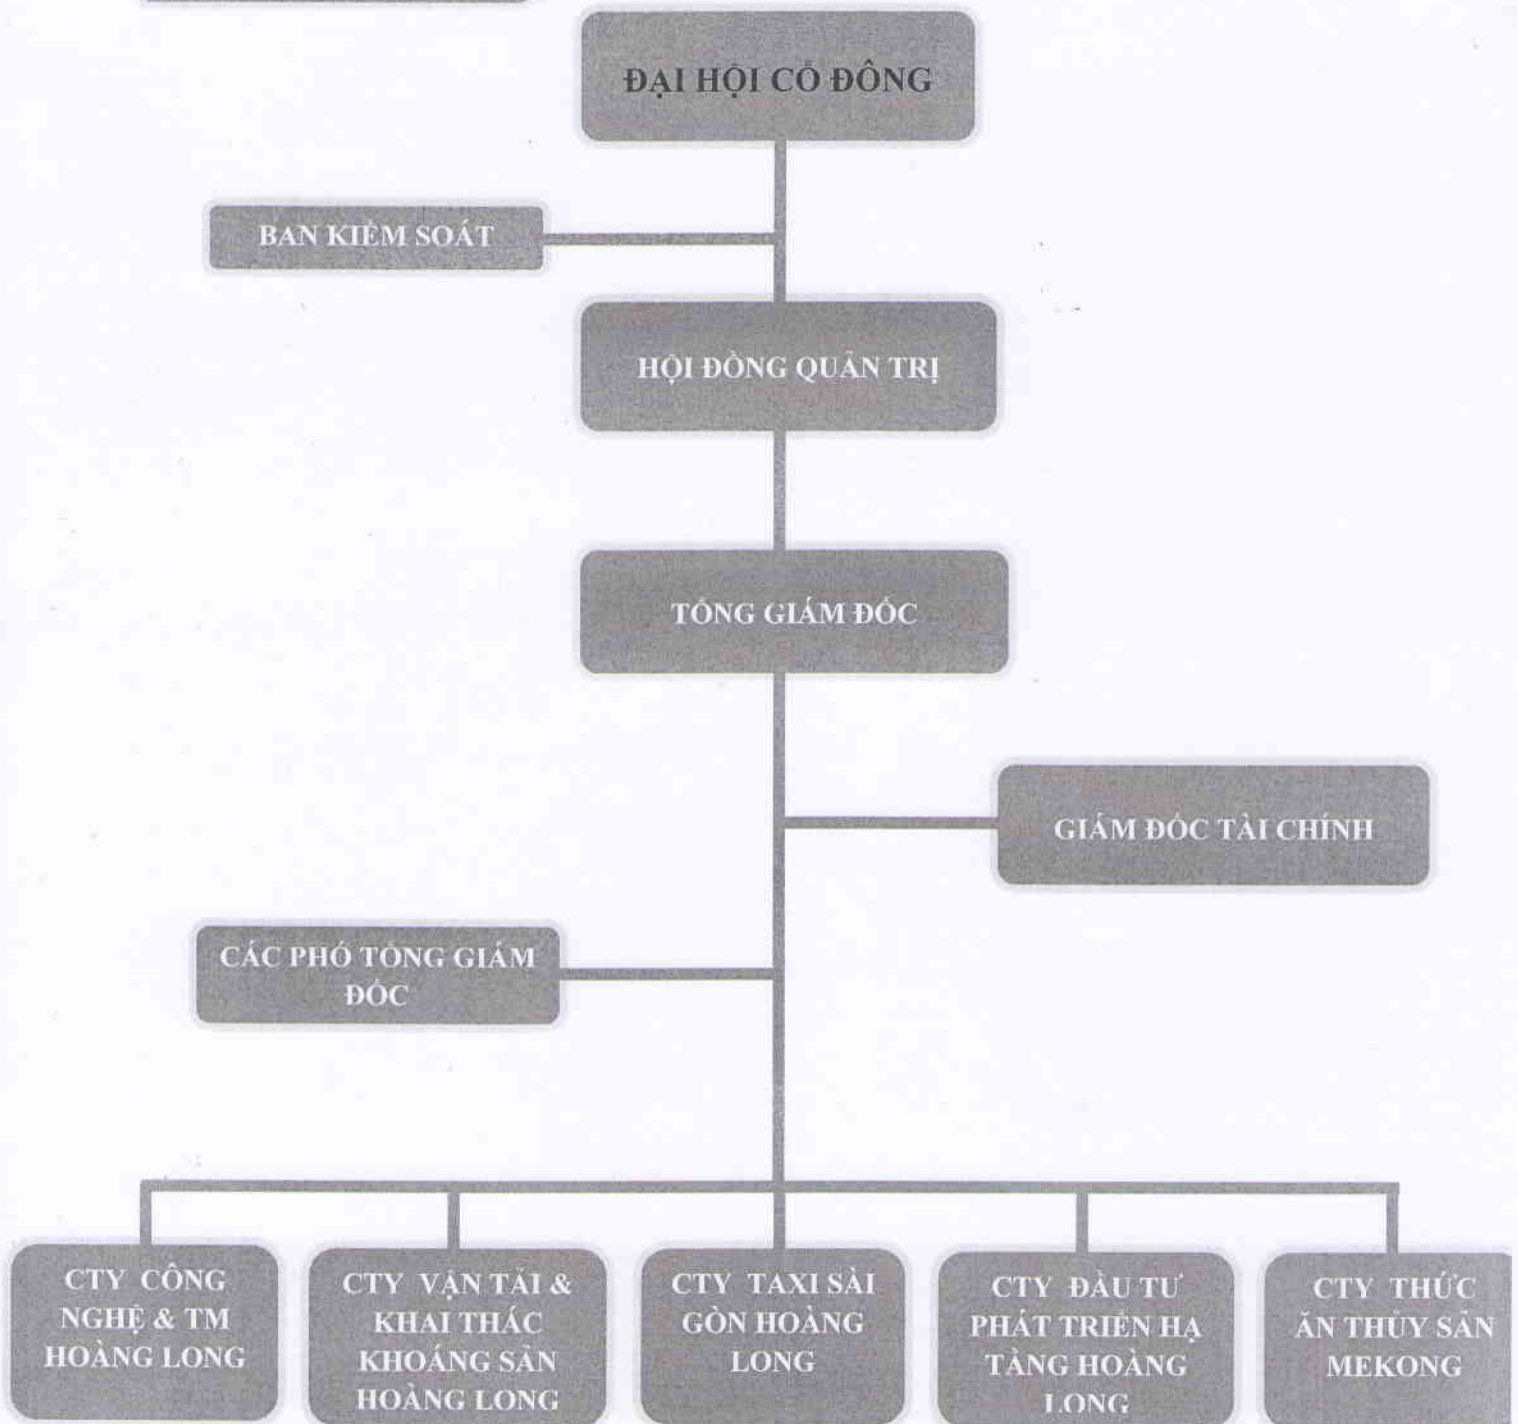 ĐẠI HỘI CỔ ĐÔNG
BAN KIỂM SOÁT
HỘI ĐỒNG QUẢN TRỊ
TỔNG GIÁM ĐỐC
GIÁM ĐỐC TÀI CHÍNH
CÁC PHÓ TỔNG GIÁM
ĐỐC
CTY CÔNG
NGHỆ & TM
HOÀNG LONG
CTY VẬN TẢI &
KHAI THÁC
KHOÁNG SẢN
HOÀNG LONG
CTY TAXI SÀI
GÒN HOÀNG
LONG
CTY ĐẦU TƯ
PHÁT TRIỂN HẠ
TẦNG HOÀNG
LONG
CTY THỨC
ĂN THỦY SẢN
MEKONG